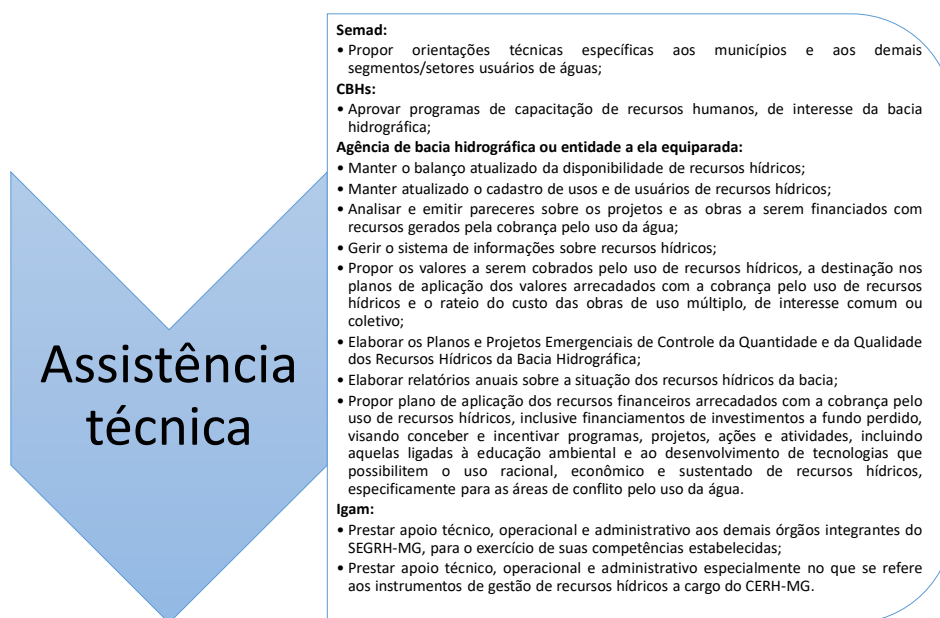 Assistência
técnica
Semad:
• Propor orientações técnicas específicas aos municípios e aos demais
segmentos/setores usuários de águas;
CBHs:
• Aprovar programas de capacitação de recursos humanos, de interesse da bacia
hidrográfica;
Agência de bacia hidrográfica ou entidade a ela equiparada:
• Manter o balanço atualizado da disponibilidade de recursos hídricos;
• Manter atualizado o cadastro de usos e de usuários de recursos hídricos;
• Analisar e emitir pareceres sobre os projetos e as obras a serem financiados com
recursos gerados pela cobrança pelo uso da água;
• Gerir o sistema de informações sobre recursos hídricos;
• Propor os valores a serem cobrados pelo uso de recursos hídricos, a destinação nos
planos de aplicação dos valores arrecadados com a cobrança pelo uso de recursos
hídricos e o rateio do custo das obras de uso múltiplo, de interesse comum ou
coletivo;
• Elaborar os Planos e Projetos Emergenciais de Controle da Quantidade e da Qualidade
dos Recursos Hídricos da Bacia Hidrográfica;
• Elaborar relatórios anuais sobre a situação dos recursos hídricos da bacia;
• Propor plano de aplicação dos recursos financeiros arrecadados com a cobrança pelo
uso de recursos hídricos, inclusive financiamentos de investimentos a fundo perdido,
visando conceber e incentivar programas, projetos, ações e atividades, incluindo
aquelas ligadas à educação ambiental e ao desenvolvimento de tecnologias que
possibilitem o uso racional, econômico e sustentado de recursos hídricos,
especificamente para as áreas de conflito pelo uso da água.
Igam:
• Prestar apoio técnico, operacional e administrativo aos demais órgãos integrantes do
SEGRH-MG, para o exercício de suas competências estabelecidas;
• Prestar apoio técnico, operacional e administrativo especialmente no que se refere
aos instrumentos de gestão de recursos hídricos a cargo do CERH-MG.